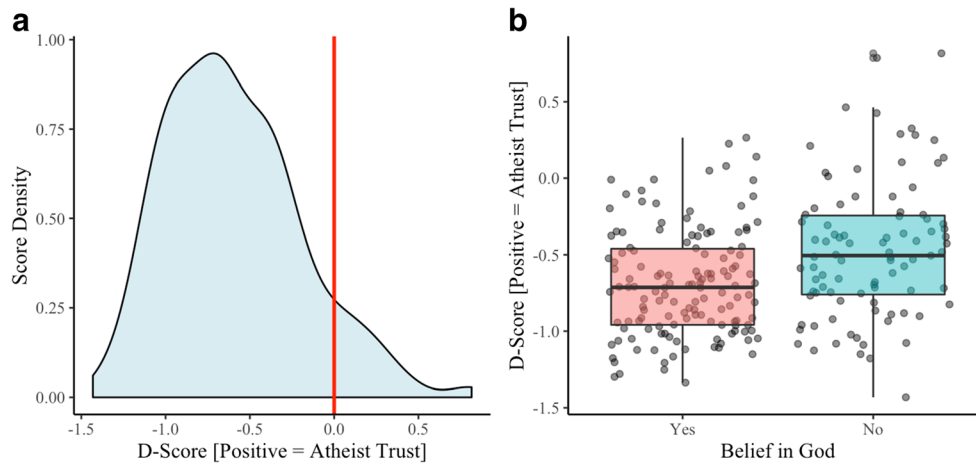 a
1.00
0.75
0.50
0.25
0.00
Score Density
-1.5 -1.0 -0.5 0.0 0.5
D-Score [Positive = Atheist Trust]
b
0.5
0.0
-0.5
-1.0
-1.5
D-Score [Positive = Atheist Trust]
Yes No
Belief in God